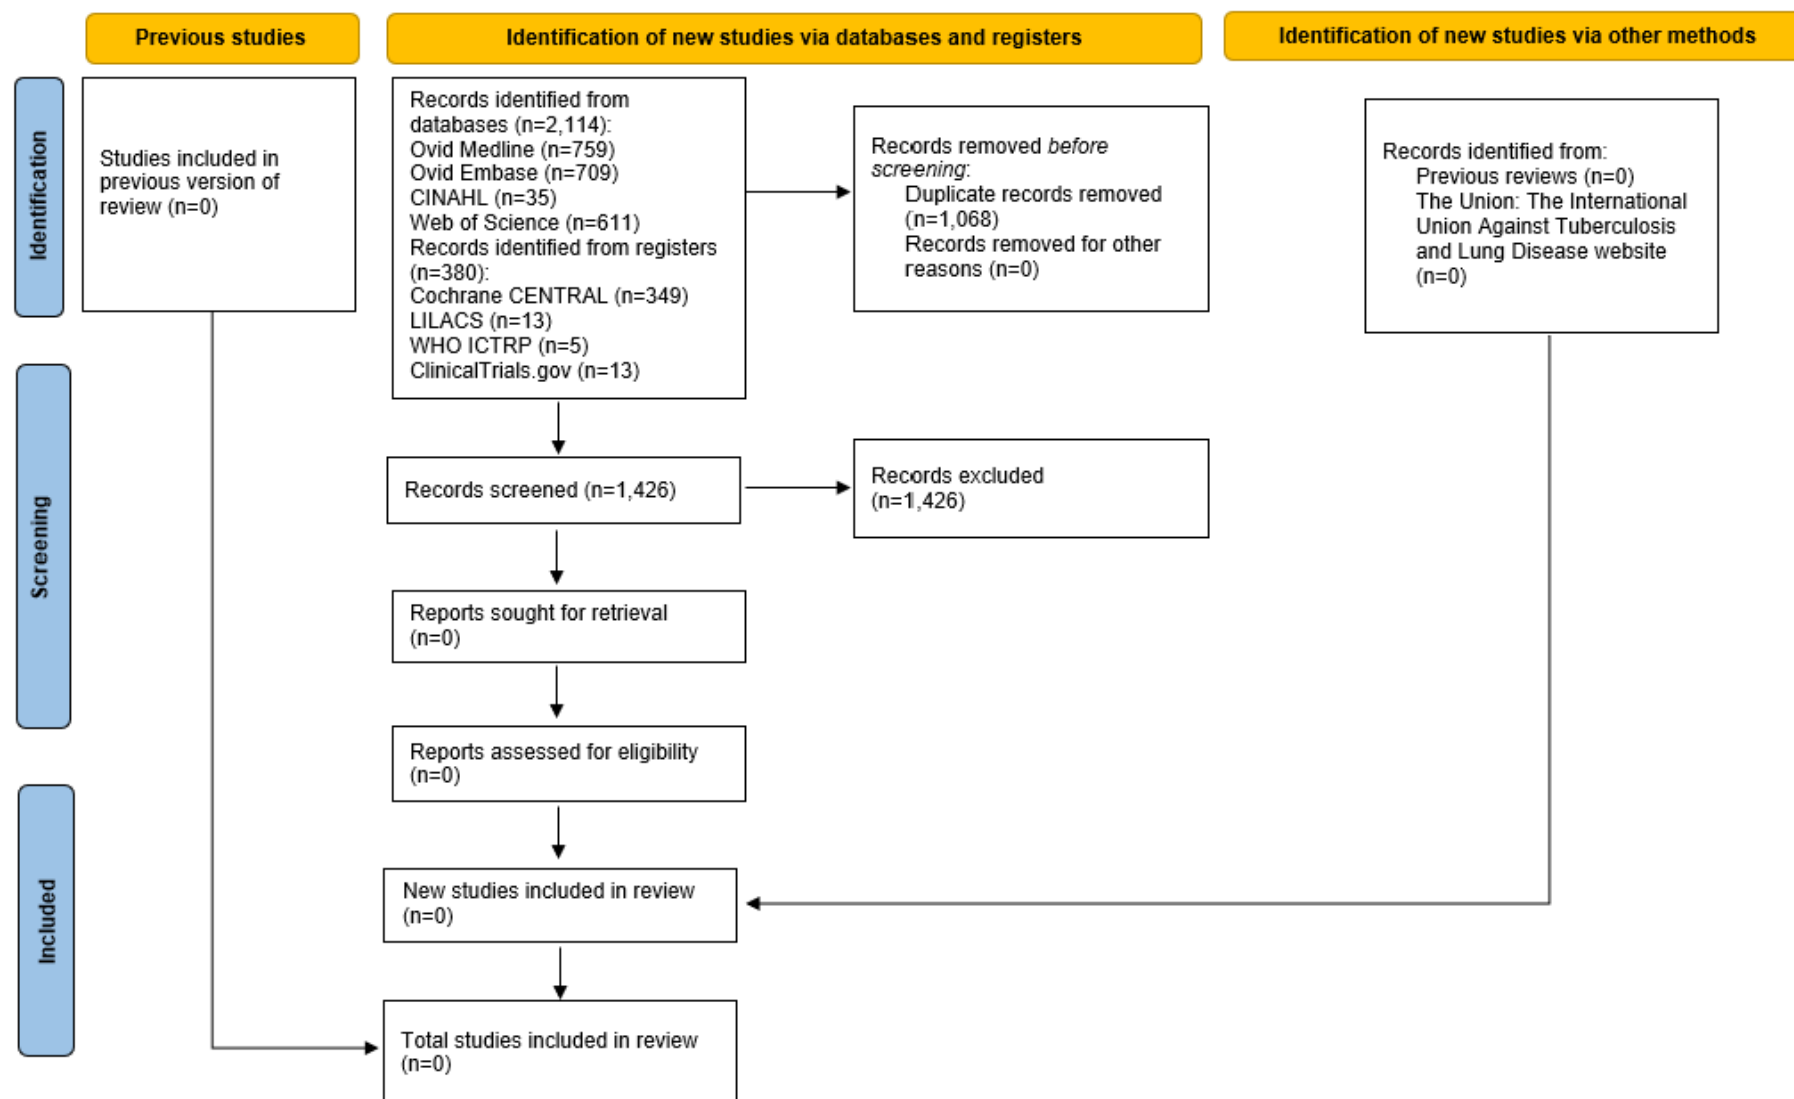 Previous studies
Identification of new studies via databases and registers
Identification of new studies via other methods
Identification
Studies included in
previous version of
review (n=0)
Records identified from
databases (n=2,114):
Ovid Medline (n=759)
Ovid Embase (n=709)
CINAHL (n=35)
Web of Science (n=611)
Records identified from registers
(n=380):
Cochrane CENTRAL (n=349)
LILACS (n=13)
WHO ICTRP (n=5)
ClinicalTrials.gov (n=13)
Records removed before
screening:
Duplicate records removed
(n=1,068)
Records removed for other
reasons (n=0)
Records identified from:
Previous reviews (n=0)
The Union: The International
Union Against Tuberculosis
and Lung Disease website
(n=0)
Screening
Records screened (n=1,426)
Records excluded
(n=1,426)
Reports sought for retrieval
(n=0)
Reports assessed for eligibility
(n=0)
Included
New studies included in review
(n=0)
Total studies included in review
(n=0)